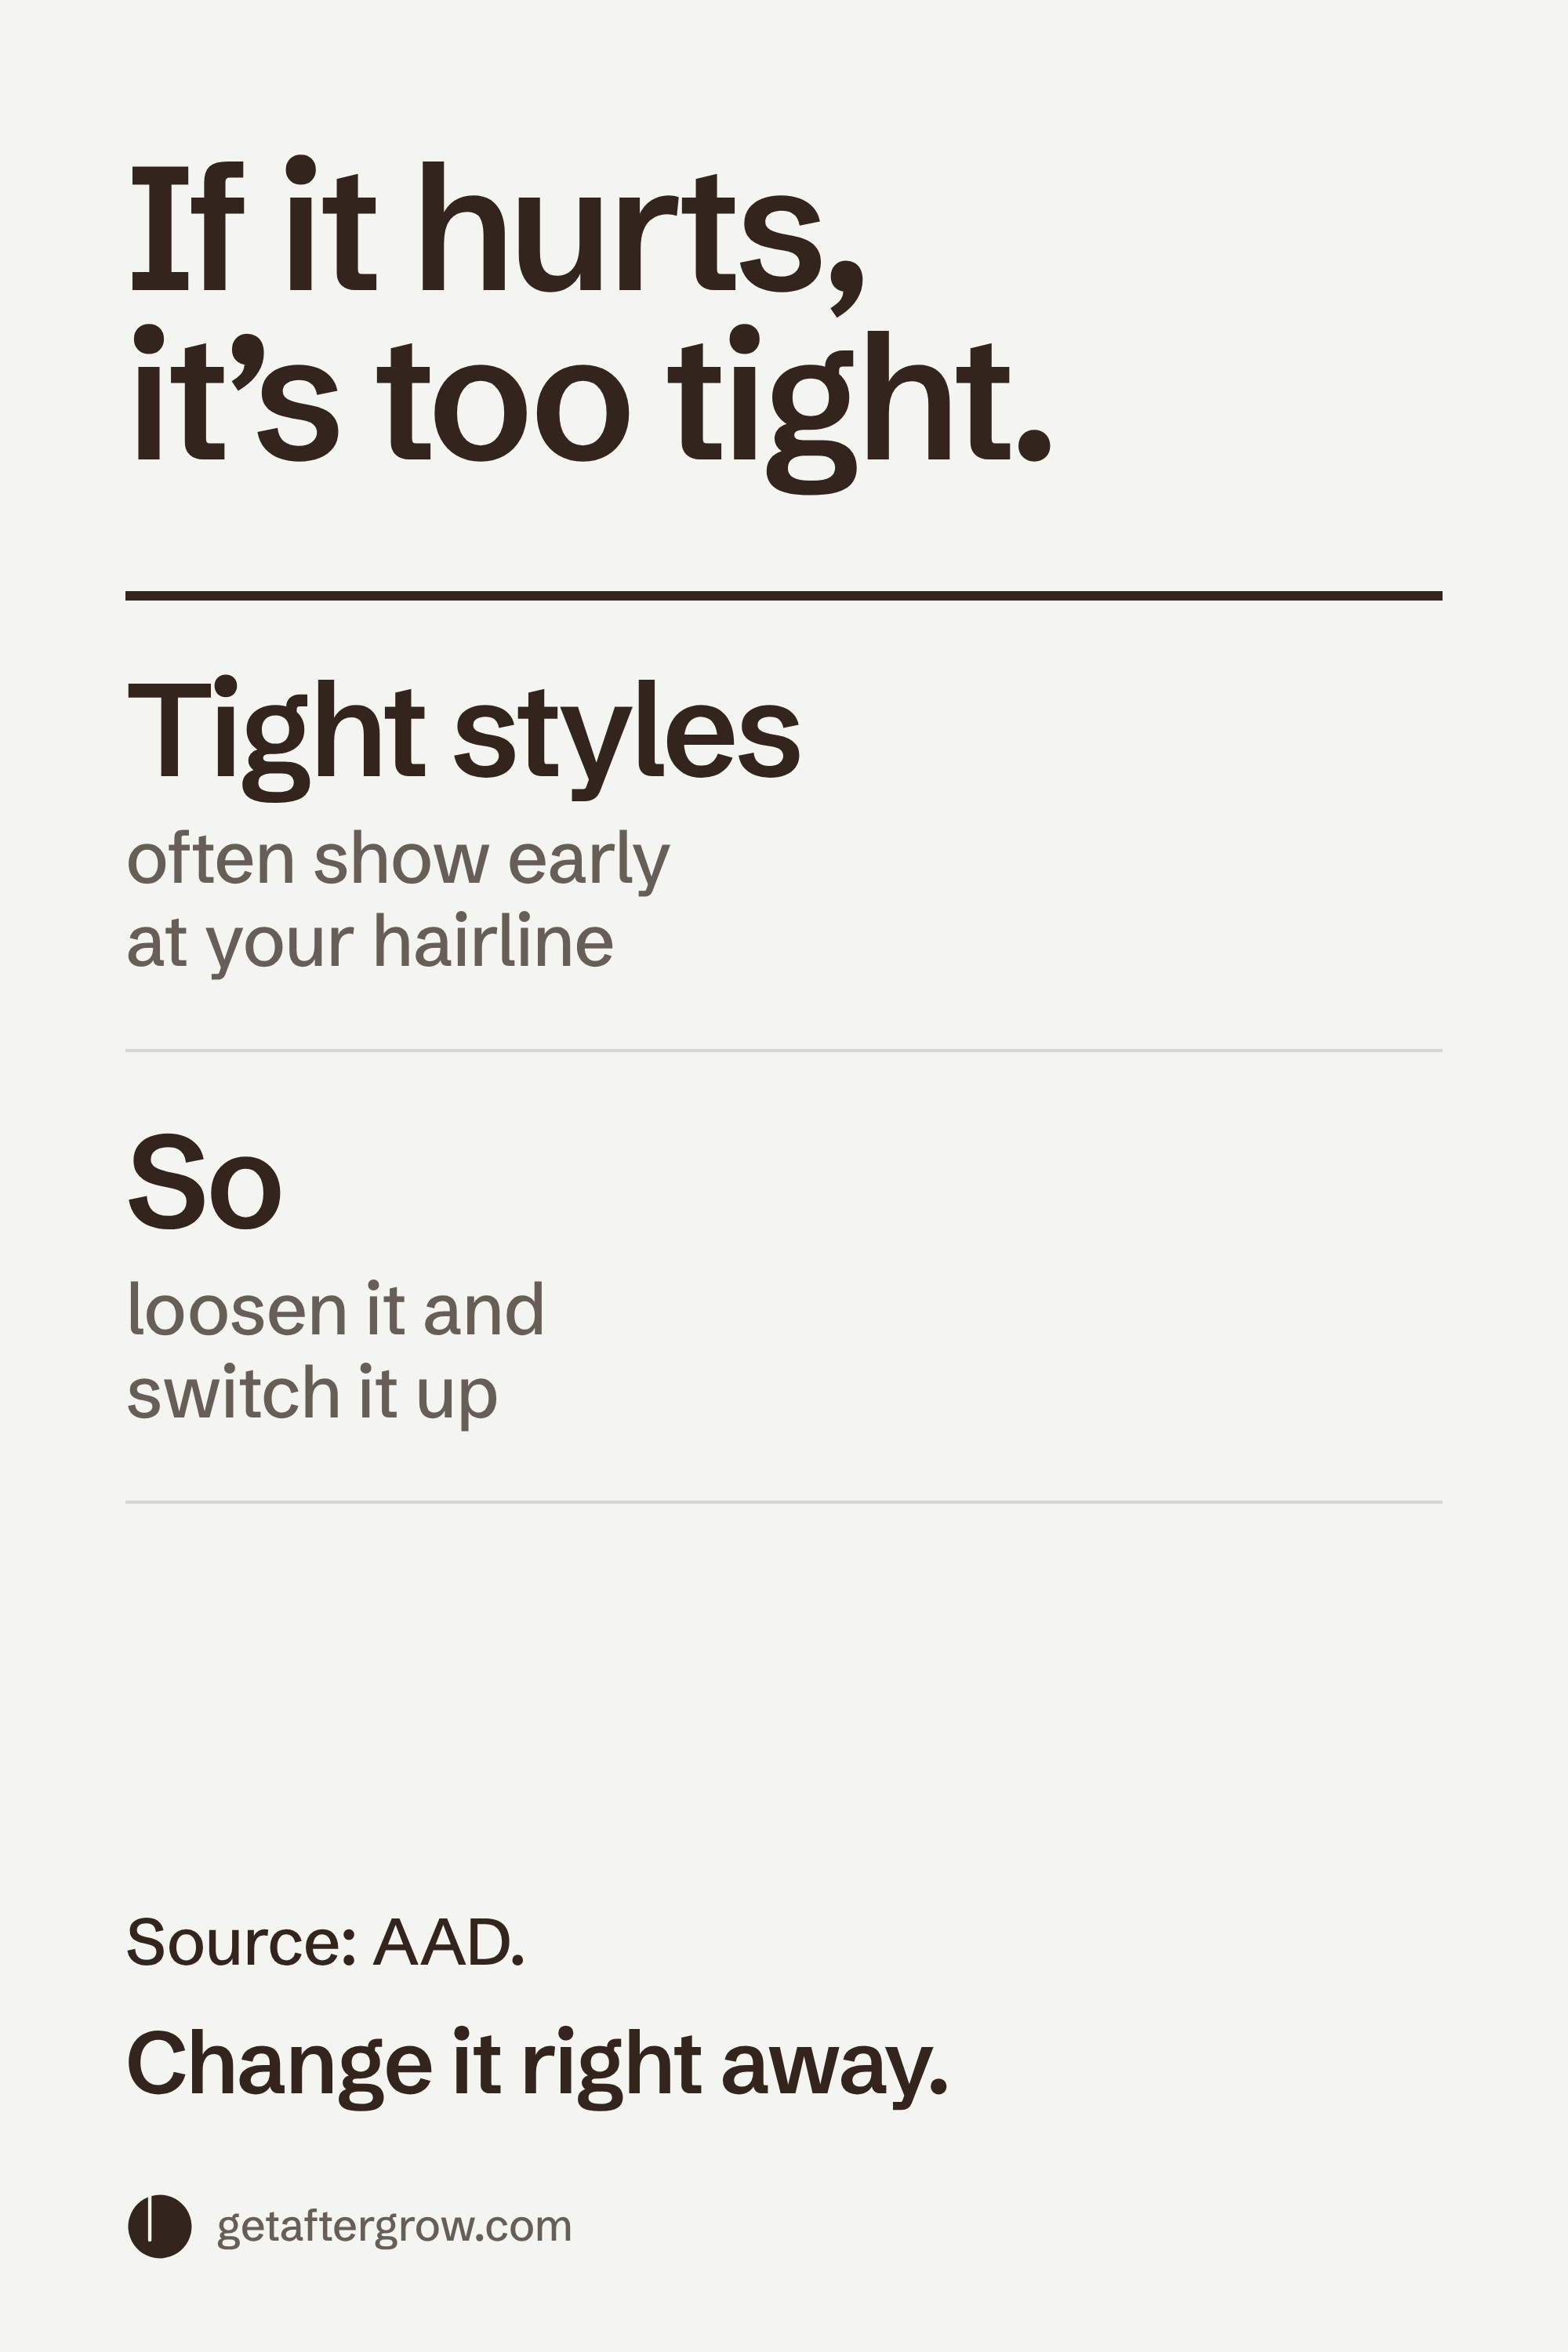 If it hurts,
it’s too tight.
Tight styles
often show early
at your hairline
So
loosen it and
switch it up
Source: AAD.
Change it right away.
getaftergrow.com